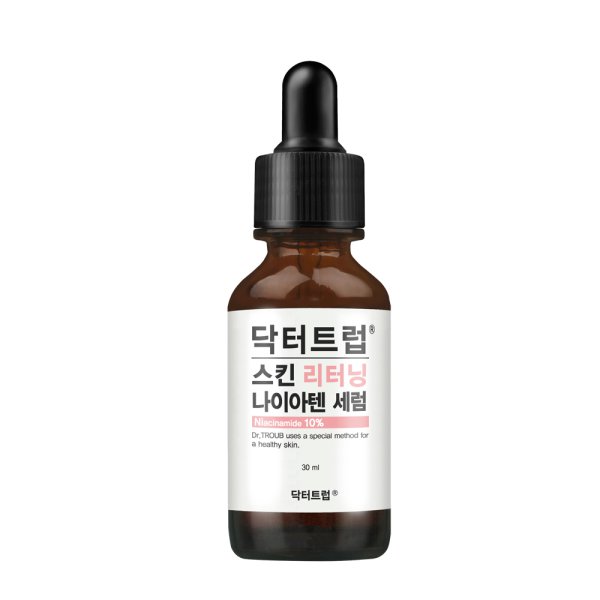 닥터트럽®
스킨 리터닝
나이아텐 세럼
Niacinamide 10%
Dr,TROUB uses a special method for
a healthy skin.
30 ml
닥터트럽®